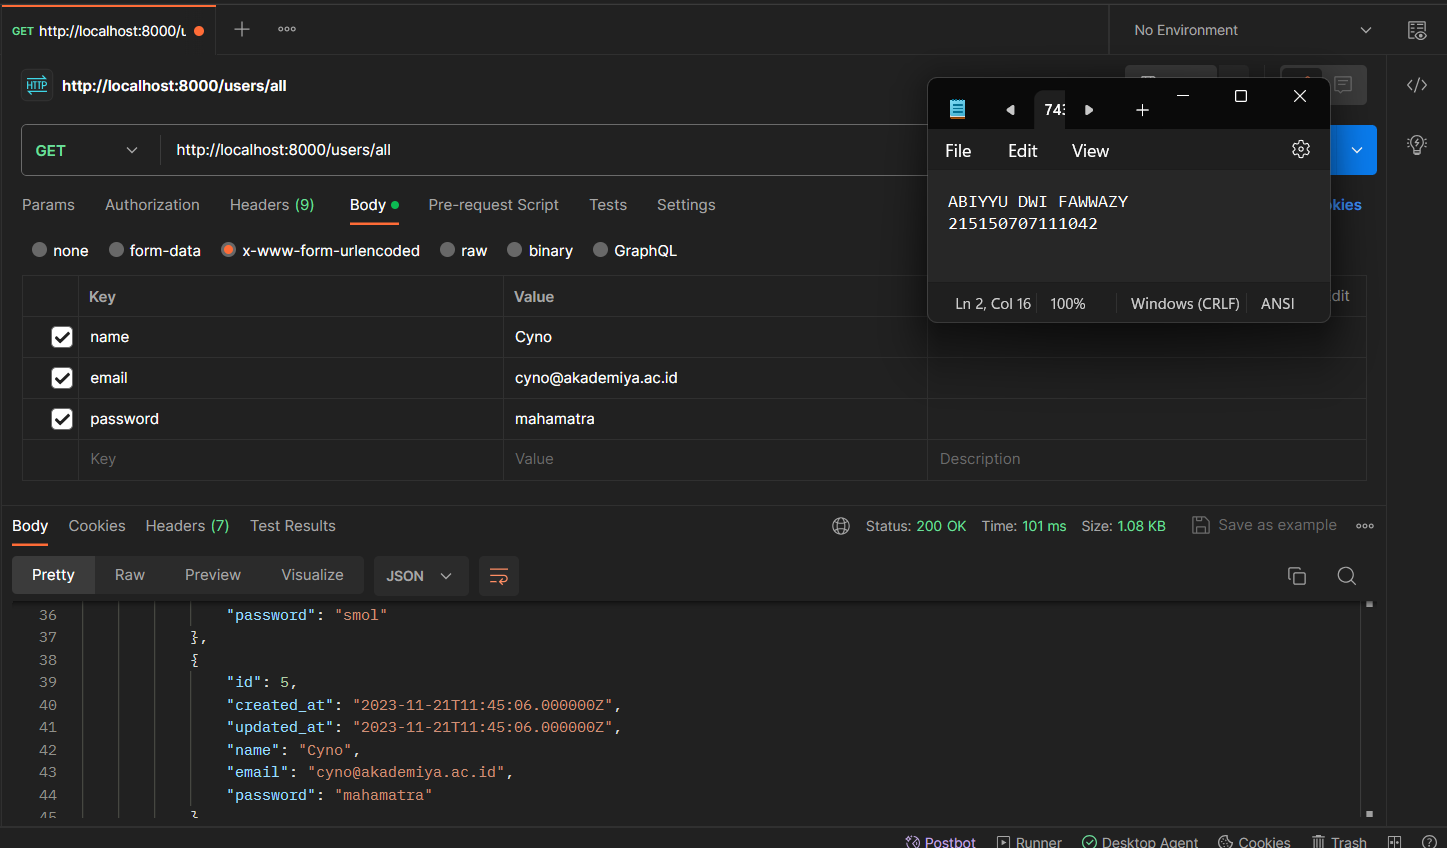 GET http://localhost:8000/u
No Environment
HTTP http://localhost:8000/users/all
GET http://localhost:8000/users/all
Params Authorization Headers (9) Body Pre-request Script Tests Settings
none form-data x-www-form-urlencoded raw binary GraphQL
Key Value
name Cyno
email cyno@akademiya.ac.id
password mahamatra
Key Value Description
743
File Edit View
ABIYYU DWI FAWWAZY
215150707111042
Ln 2, Col 16 100% Windows (CRLF) ANSI
kies
dit
Body Cookies Headers (7) Test Results Status: 200 OK Time: 101 ms Size: 1.08 KB Save as example
Pretty Raw Preview Visualize JSON
36 "password": "smol"
37 },
38 {
39 "id": 5,
40 "created_at": "2023-11-21T11:45:06.000000Z",
41 "updated_at": "2023-11-21T11:45:06.000000Z",
42 "name": "Cyno",
43 "email": "cyno@akademiya.ac.id",
44 "password": "mahamatra"
45 }
Postbot Runner Desktop Agent Cookies Trash